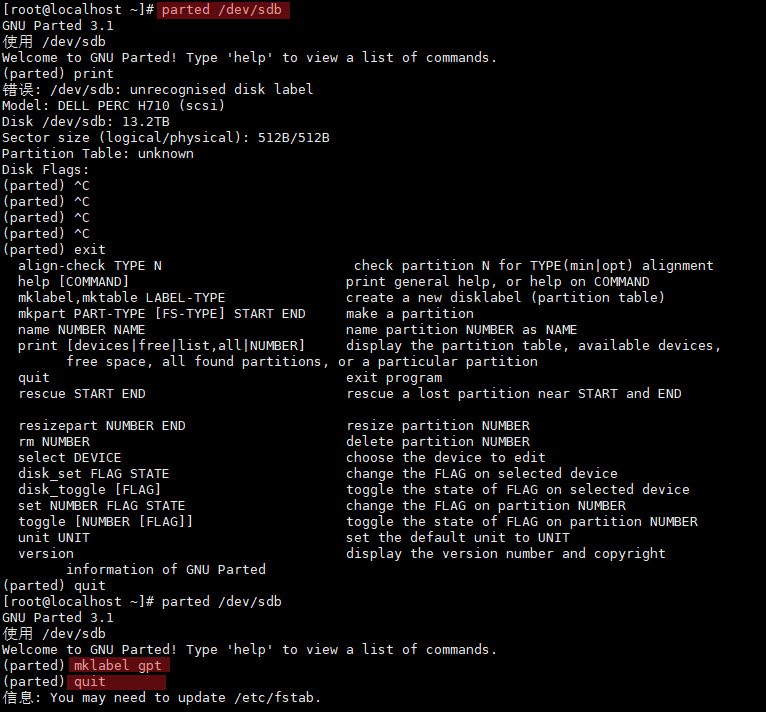 [root@localhost ~]# parted /dev/sdb
GNU Parted 3.1
使用 /dev/sdb
Welcome to GNU Parted! Type 'help' to view a list of commands.
(parted) print
错误: /dev/sdb: unrecognised disk label
Model: DELL PERC H710 (scsi)
Disk /dev/sdb: 13.2TB
Sector size (logical/physical): 512B/512B
Partition Table: unknown
Disk Flags:
(parted) ^C
(parted) ^C
(parted) ^C
(parted) ^C
(parted) exit
  align-check TYPE N                        check partition N for TYPE(min|opt) alignment
  help [COMMAND]                           print general help, or help on COMMAND
  mklabel,mktable LABEL-TYPE               create a new disklabel (partition table)
  mkpart PART-TYPE [FS-TYPE] START END     make a partition
  name NUMBER NAME                         name partition NUMBER as NAME
  print [devices|free|list,all|NUMBER]     display the partition table, available devices,
        free space, all found partitions, or a particular partition
  quit                                     exit program
  rescue START END                         rescue a lost partition near START and END
  resizepart NUMBER END                    resize partition NUMBER
  rm NUMBER                                delete partition NUMBER
  select DEVICE                            choose the device to edit
  disk_set FLAG STATE                      change the FLAG on selected device
  disk_toggle [FLAG]                       toggle the state of FLAG on selected device
  set NUMBER FLAG STATE                    change the FLAG on partition NUMBER
  toggle [NUMBER [FLAG]]                   toggle the state of FLAG on partition NUMBER
  unit UNIT                                set the default unit to UNIT
  version                                  display the version number and copyright
        information of GNU Parted
(parted) quit
[root@localhost ~]# parted /dev/sdb
GNU Parted 3.1
使用 /dev/sdb
Welcome to GNU Parted! Type 'help' to view a list of commands.
(parted) mklabel gpt
(parted) quit
信息: You may need to update /etc/fstab.